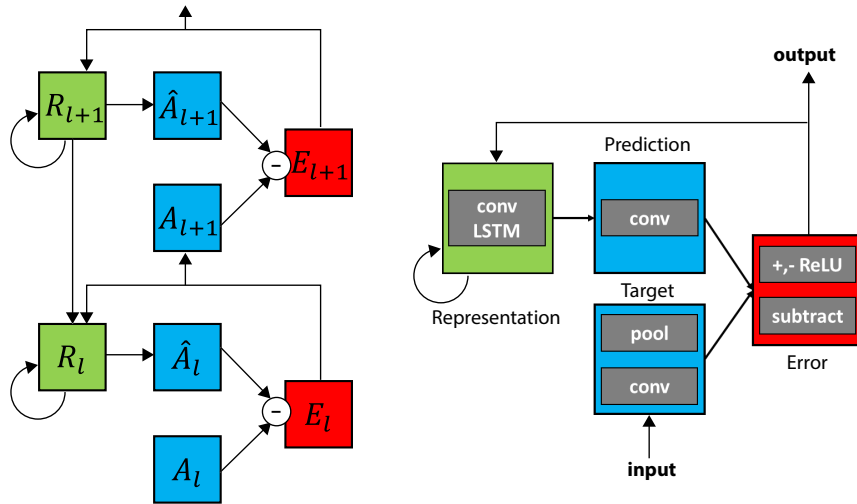 R_{l+1}
Â_{l+1}
-
E_{l+1}
A_{l+1}
R_l
Â_l
-
E_l
A_l
output
Prediction
conv
LSTM
conv
+,- ReLU
subtract
Error
Representation
Target
pool
conv
input